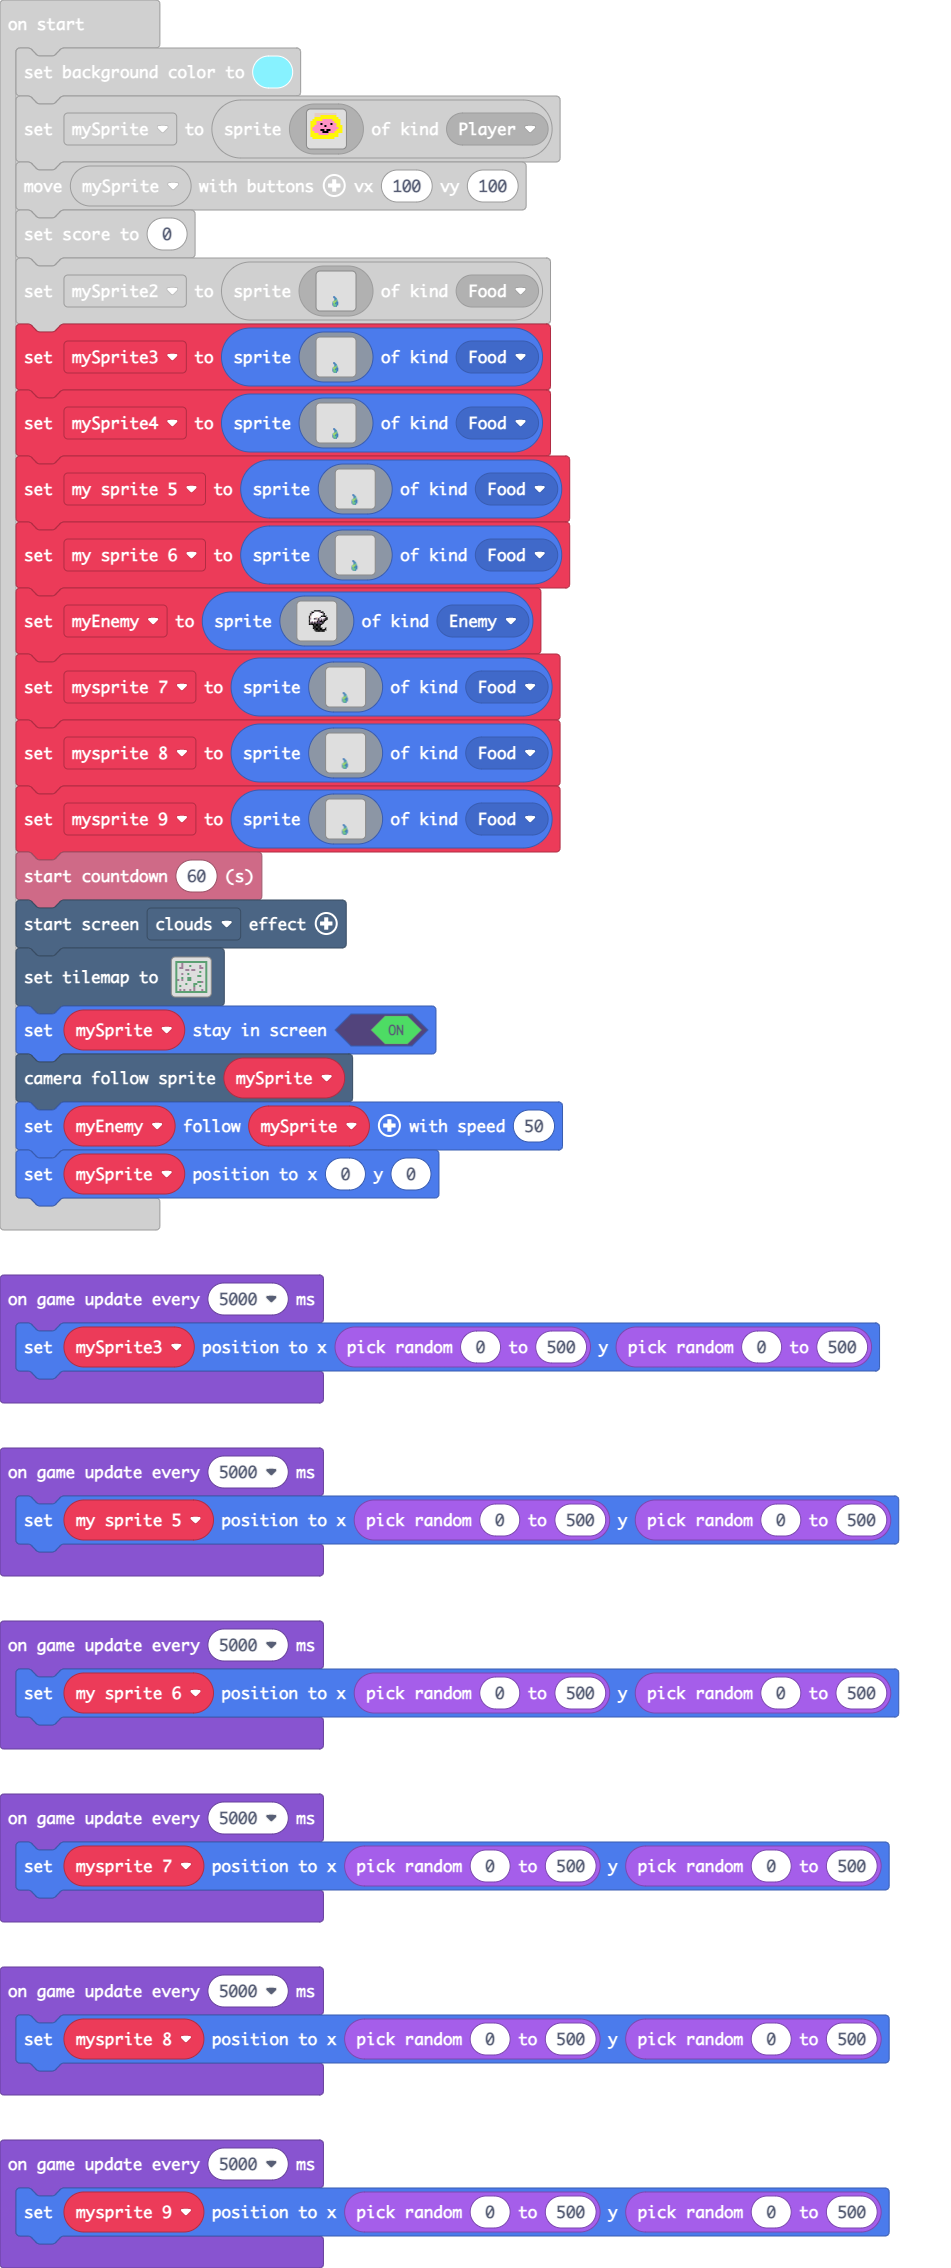 on start
set background color to
set mySprite to sprite of kind Player
move mySprite with buttons vx 100 vy 100
set score to 0
set mySprite2 to sprite of kind Food
set mySprite3 to sprite of kind Food
set mySprite4 to sprite of kind Food
set my sprite 5 to sprite of kind Food
set my sprite 6 to sprite of kind Food
set myEnemy to sprite of kind Enemy
set mysprite 7 to sprite of kind Food
set mysprite 8 to sprite of kind Food
set mysprite 9 to sprite of kind Food
start countdown 60 (s)
start screen clouds effect
set tilemap to
set mySprite stay in screen ON
camera follow sprite mySprite
set myEnemy follow mySprite with speed 50
set mySprite position to x 0 y 0
on game update every 5000 ms
set mySprite3 position to x pick random 0 to 500 y pick random 0 to 500
on game update every 5000 ms
set my sprite 5 position to x pick random 0 to 500 y pick random 0 to 500
on game update every 5000 ms
set my sprite 6 position to x pick random 0 to 500 y pick random 0 to 500
on game update every 5000 ms
set mysprite 7 position to x pick random 0 to 500 y pick random 0 to 500
on game update every 5000 ms
set mysprite 8 position to x pick random 0 to 500 y pick random 0 to 500
on game update every 5000 ms
set mysprite 9 position to x pick random 0 to 500 y pick random 0 to 500